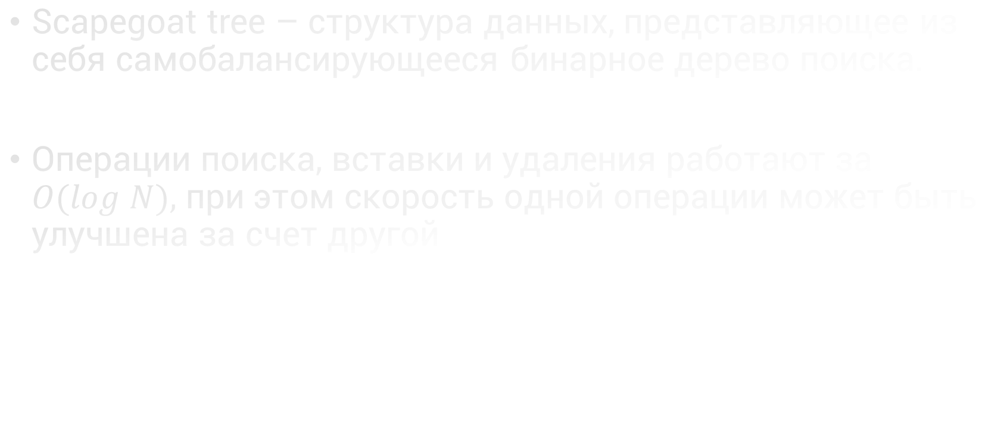 • Scapegoat tree – структура данных, представляющее из
себя самобалансирующееся бинарное дерево поиска.
• Операции поиска, вставки и удаления работают за
O(log N), при этом скорость одной операции может быть
улучшена за счет другой